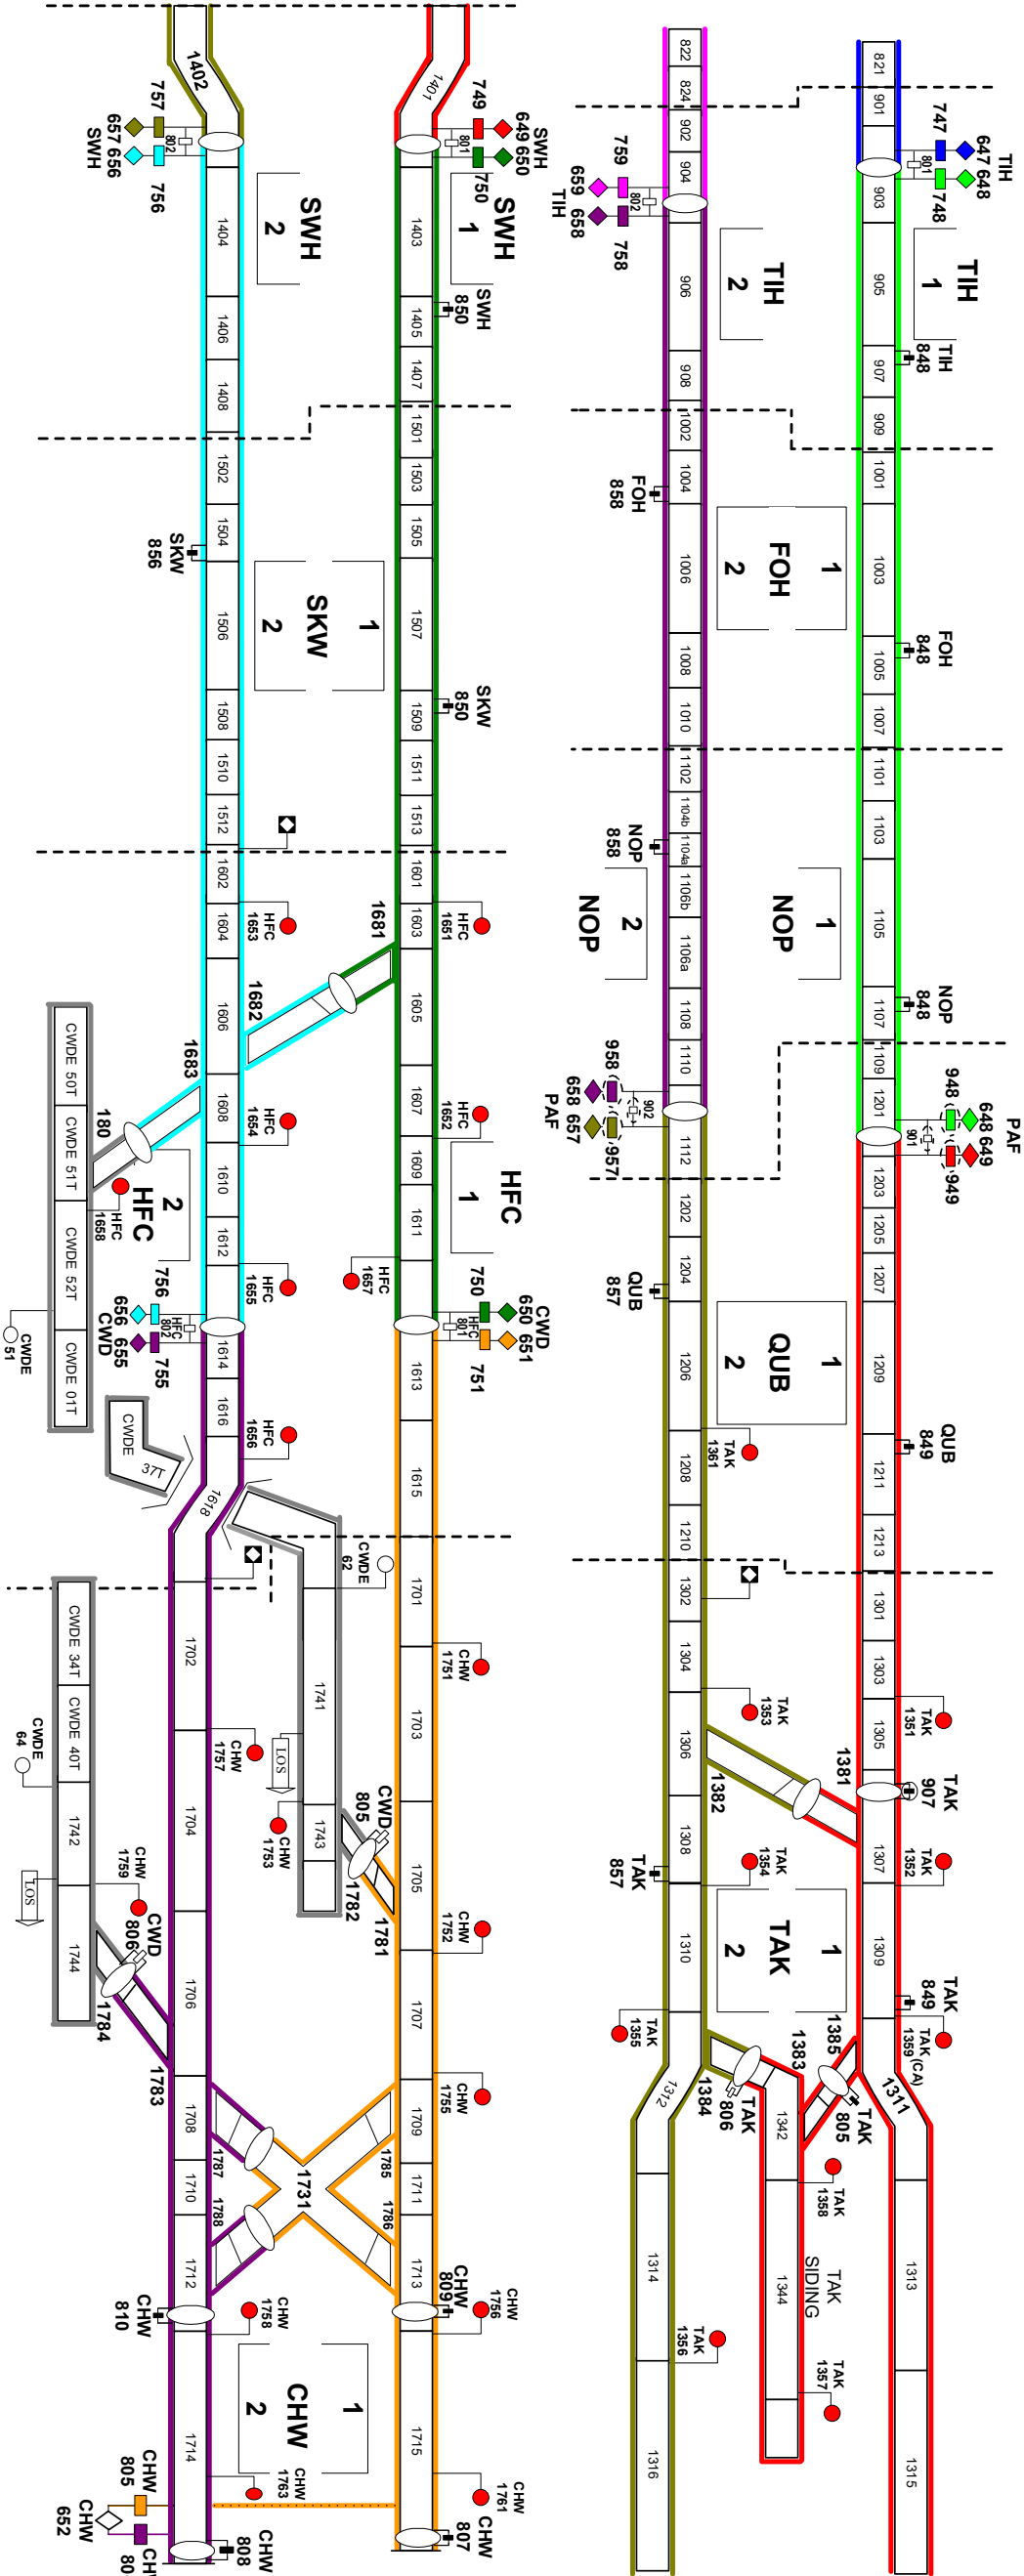 TIH
647 648
747 748
801
821 901 903 905 907 909 1001 1003 1005 1007 1101 1103 1105 1107 1109 1201 1203 1205 1207 1209 1211 1213 1301 1303 1305 1307 1309 1311 1313 1315
TIH
1
TIH
848
FOH
848
NOP
848
PAF
648 649
948 949
901
QUB
849
TAK
1351
TAK
907
TAK
1352
TAK
849
TAK
1359 (CA)
1381
1385
TAK
805
1383
1342
1344
TAK
1358
TAK
SIDING
TAK
1357
TIH
2
1
FOH
2
1
NOP
1
QUB
2
TAK
1361
TAK
1353
1382
TAK
1354
1
TAK
2
1384
TAK
806
TAK
1356
822 824 902 904 906 908 1002 1004 1006 1008 1010 1102 1104b 1104a 1106b 1106a 1108 1110 1112 1202 1204 1206 1208 1210 1302 1304 1306 1308 1310 1312 1314 1316
802
759 758
659 658
TIH
FOH
858
NOP
858
2
NOP
902
958 957
658 657
PAF
QUB
857
TAK
857
TAK
1355
SWH
649 650
749 750
801
SWH
1
SWH
850
SKW
850
HFC
1651
HFC
1652
HFC
1
CWD
650 651
750 751
HFC
801
CHW
1751
CHW
1752
CHW
1755
CHW
809
CHW
1756
CHW
1761
CHW
807
1401 1403 1405 1407 1501 1503 1505 1507 1509 1511 1513 1601 1603 1605 1607 1609 1611 1613 1615 1701 1703 1705 1707 1709 1711 1713 1715
1681
HFC
1657
CWDE
62
CWD
805
1781
1782
1785
1786
1741
1743
LOS
CHW
1753
SWH
2
1
SKW
2
HFC
1653
1682
HFC
1654
HFC
1655
HFC
1656
CHW
1757
1731
1787
1788
CHW
1758
1
CHW
2
CHW
1763
1402 1404 1406 1408 1502 1504 1506 1508 1510 1512 1602 1604 1606 1608 1610 1612 1614 1616 1618 1702 1704 1706 1708 1710 1712 1714
802
757 756
657 656
SWH
SKW
856
1683
180
2
HFC
HFC
1658
HFC
802
756 755
656 655
CWD
CWDE
37T
CHW
1759
CWD
806
1783
1784
CHW
810
CHW
808
CHW
805
80
CHW
652
CWDE 50T CWDE 51T CWDE 52T CWDE 01T
CWDE
51
CWDE 34T CWDE 40T 1742 1744
CWDE
64
LOS